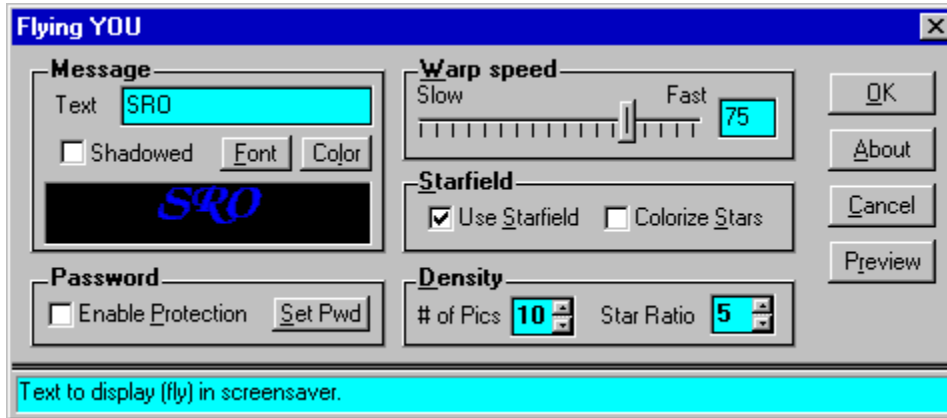 Flying YOU
Message
Text SRO
Shadowed Font Color
SRO
Password
Enable Protection Set Pwd
Warp speed
Slow Fast
75
Starfield
Use Starfield Colorize Stars
Density
# of Pics 10 Star Ratio 5
OK
About
Cancel
Preview
Text to display (fly) in screensaver.